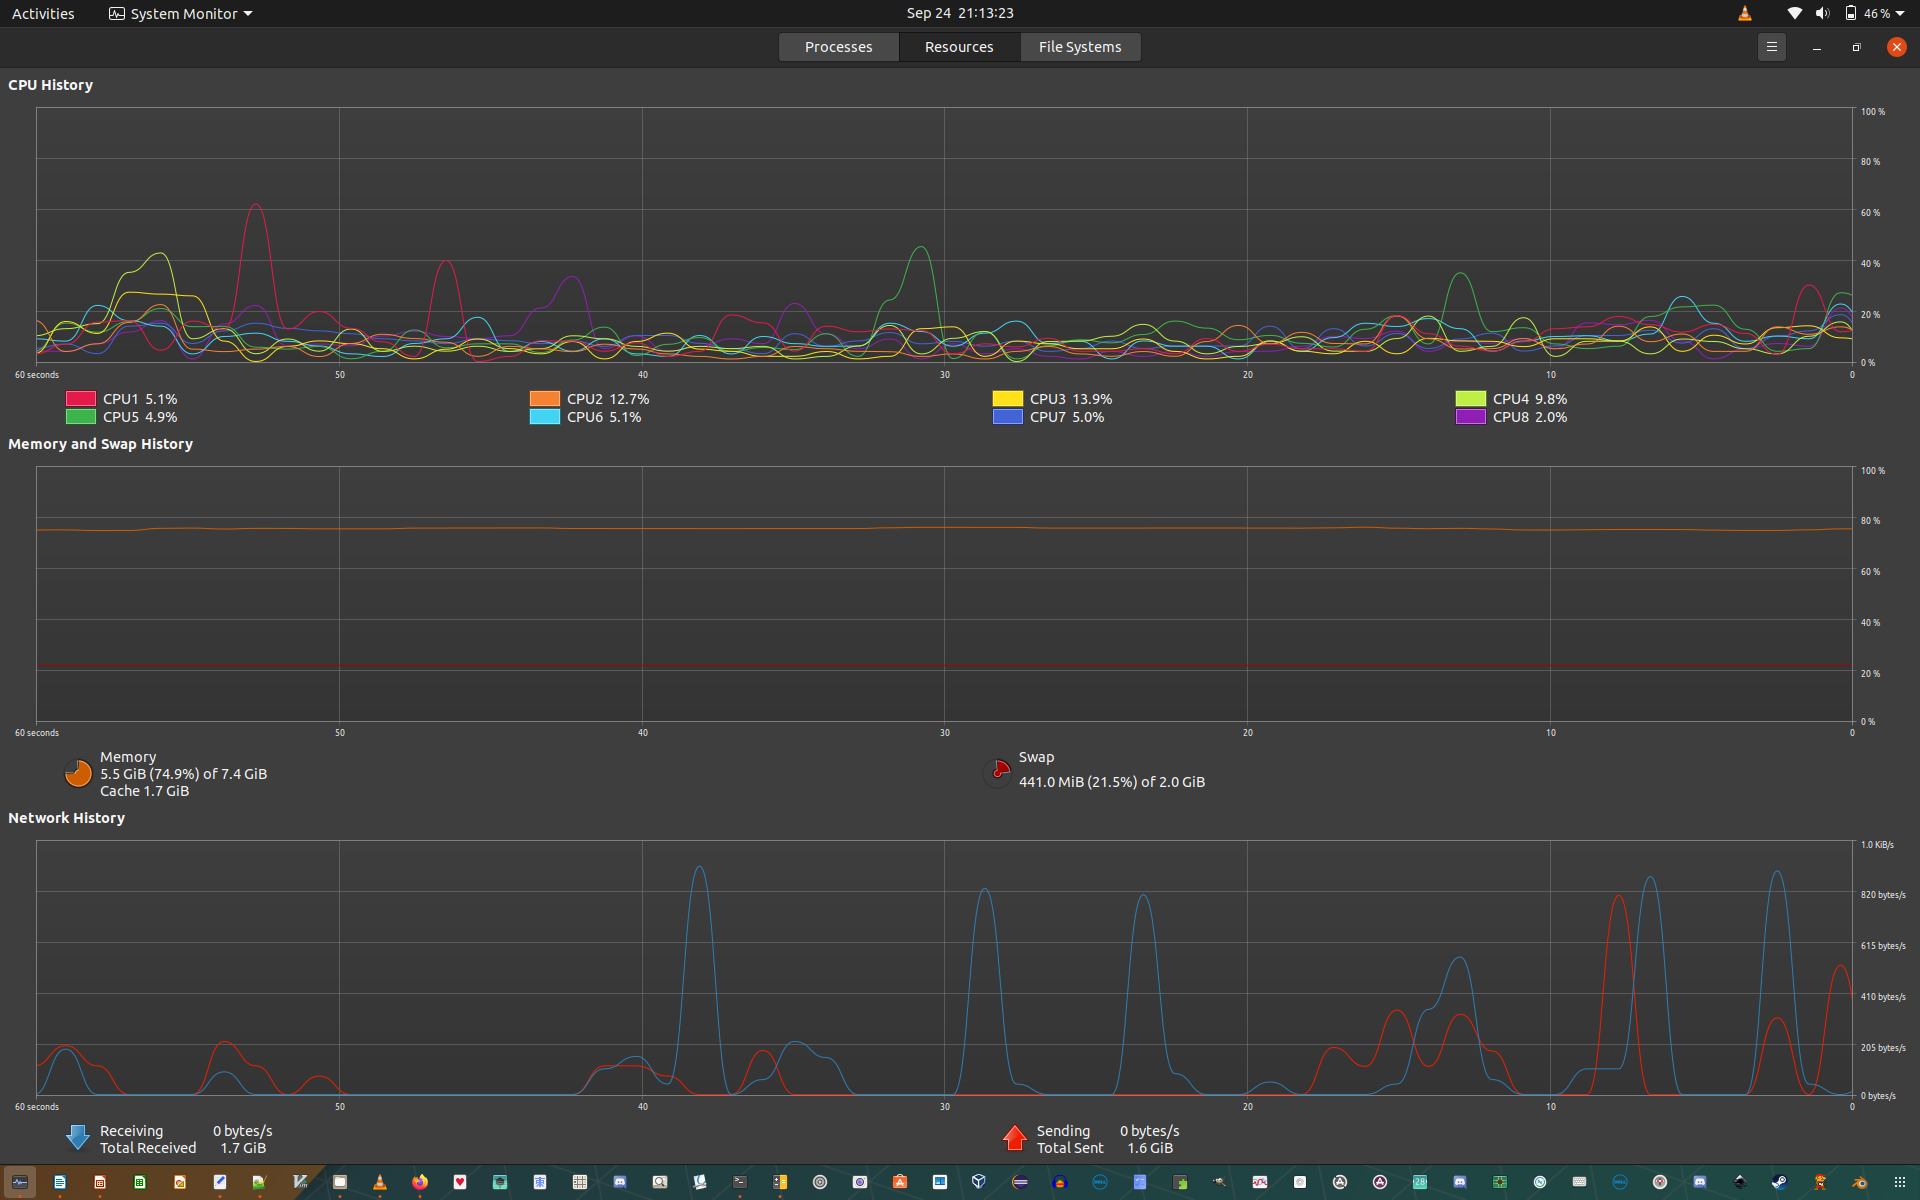 Activities System Monitor Sep 24 21:13:23 46 %
Processes Resources File Systems
CPU History
100 %
80 %
60 %
40 %
20 %
0 %
60 seconds 50 40 30 20 10 0
CPU1 5.1% CPU2 12.7% CPU3 13.9% CPU4 9.8%
CPU5 4.9% CPU6 5.1% CPU7 5.0% CPU8 2.0%
Memory and Swap History
100 %
80 %
60 %
40 %
20 %
0 %
60 seconds 50 40 30 20 10 0
Memory
5.5 GiB (74.9%) of 7.4 GiB
Cache 1.7 GiB
Swap
441.0 MiB (21.5%) of 2.0 GiB
Network History
1.0 KiB/s
820 bytes/s
615 bytes/s
410 bytes/s
205 bytes/s
0 bytes/s
60 seconds 50 40 30 20 10 0
Receiving 0 bytes/s
Total Received 1.7 GiB
Sending 0 bytes/s
Total Sent 1.6 GiB